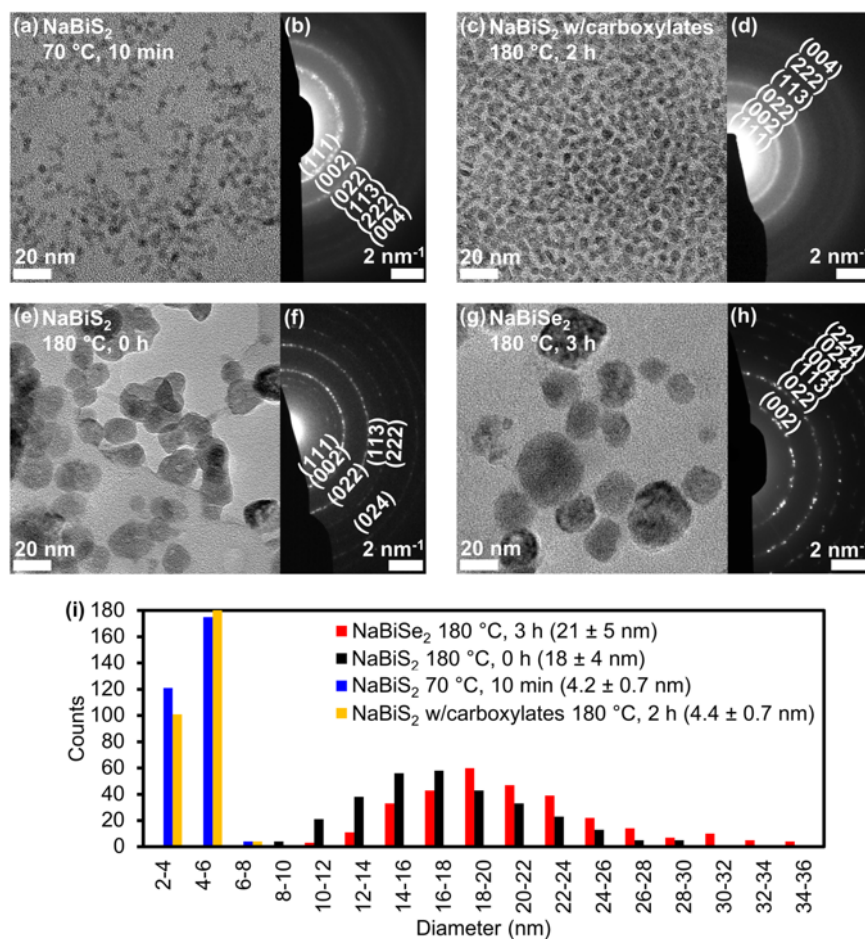 (a) NaBiS₂
70 °C, 10 min
(b)
(111)
(002)
(022)
(113)
(222)
(004)
20 nm
2 nm⁻¹
(c) NaBiS₂ w/carboxylates
180 °C, 2 h
(d)
(004)
(222)
(113)
(022)
(002)
(111)
20 nm
2 nm⁻¹
(e) NaBiS₂
180 °C, 0 h
(f)
(111)
(002)
(022)
(113)
(222)
(024)
20 nm
2 nm⁻¹
(g) NaBiSe₂
180 °C, 3 h
(h)
(224)
(024)
(004)
(113)
(022)
(002)
20 nm
2 nm⁻¹
(i)
180
160
140
120
100
80
60
40
20
0
Counts
NaBiSe₂ 180 °C, 3 h (21 ± 5 nm)
NaBiS₂ 180 °C, 0 h (18 ± 4 nm)
NaBiS₂ 70 °C, 10 min (4.2 ± 0.7 nm)
NaBiS₂ w/carboxylates 180 °C, 2 h (4.4 ± 0.7 nm)
2-4
4-6
6-8
8-10
10-12
12-14
14-16
16-18
18-20
20-22
22-24
24-26
26-28
28-30
30-32
32-34
34-36
Diameter (nm)